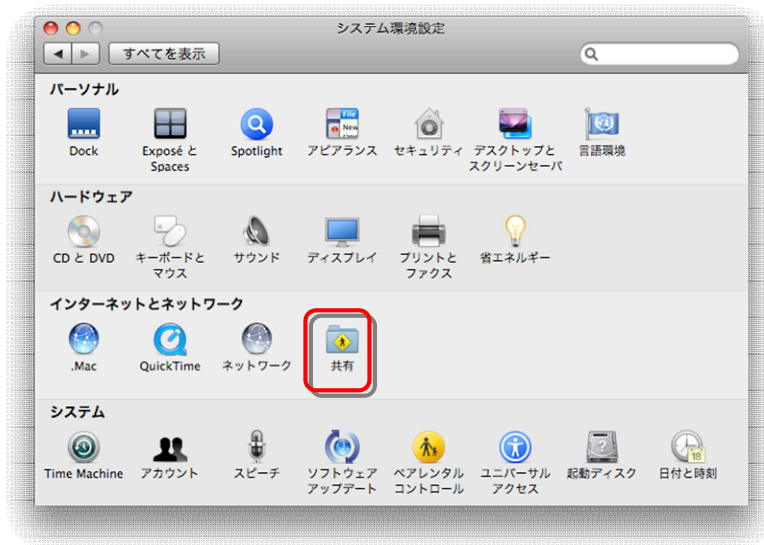 システム環境設定
すべてを表示
パーソナル
Dock
Exposé と
Spaces
Spotlight
アピアランス
セキュリティ
デスクトップと
スクリーンセーバ
言語環境
ハードウェア
CD と DVD
キーボードと
マウス
サウンド
ディスプレイ
プリントと
ファクス
省エネルギー
インターネットとネットワーク
.Mac
QuickTime
ネットワーク
共有
システム
Time Machine
アカウント
スピーチ
ソフトウェア
アップデート
ペアレンタル
コントロール
ユニバーサル
アクセス
起動ディスク
日付と時刻
File
New
18